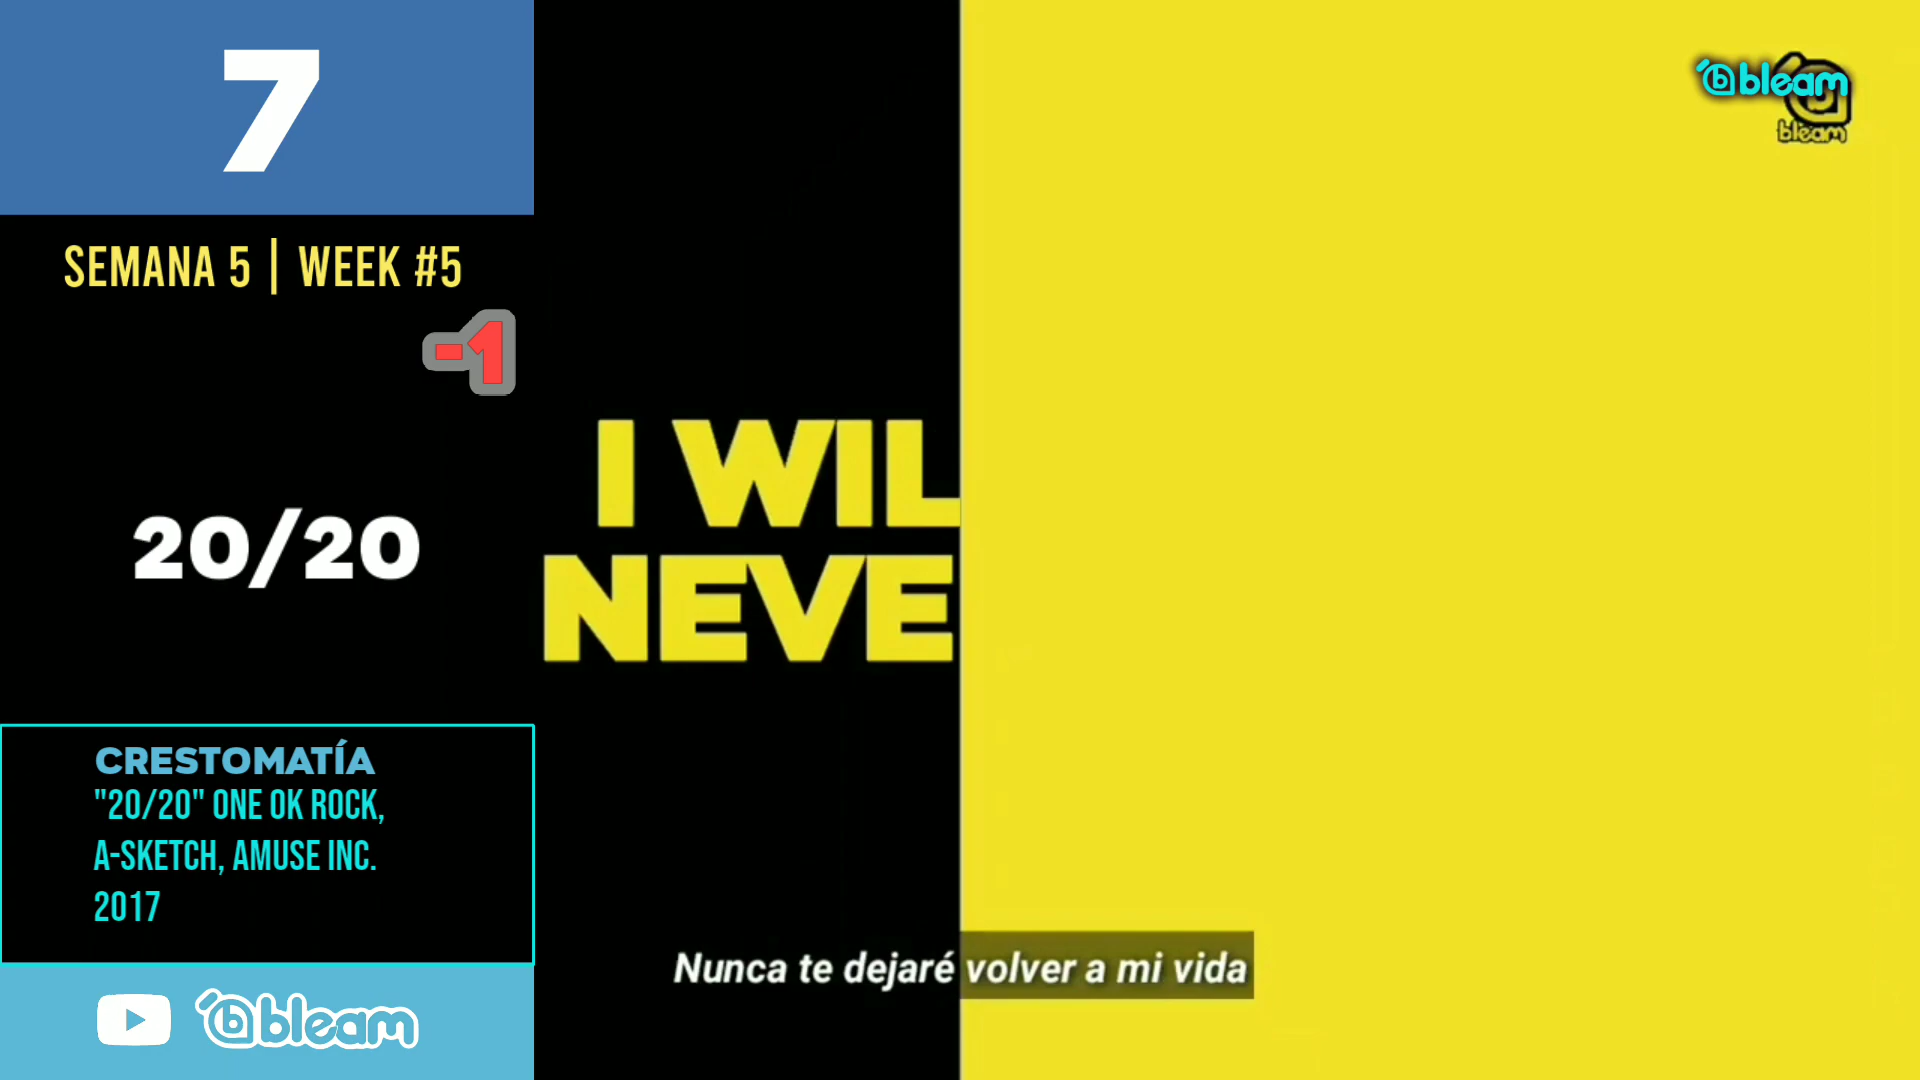 7
SEMANA 5 | WEEK #5
-1
20/20
CRESTOMATÍA
"20/20" ONE OK ROCK,
A-SKETCH, AMUSE INC.
2017
bleam
I WIL
NEVE
Nunca te dejaré volver a mi vida
bleam
bleam